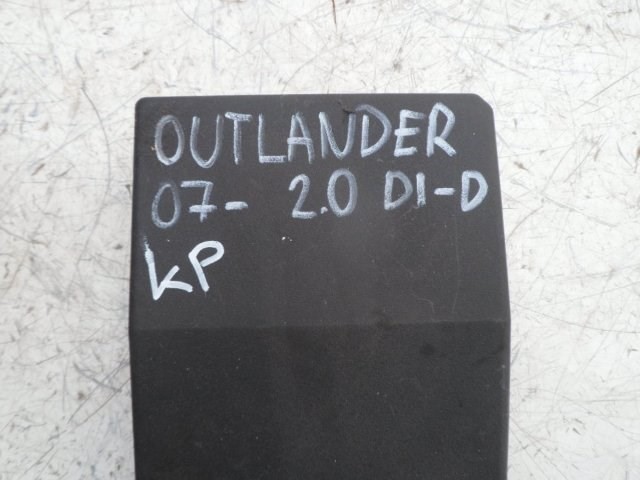 OUTLANDER
07- 2.0 DI-D
KP